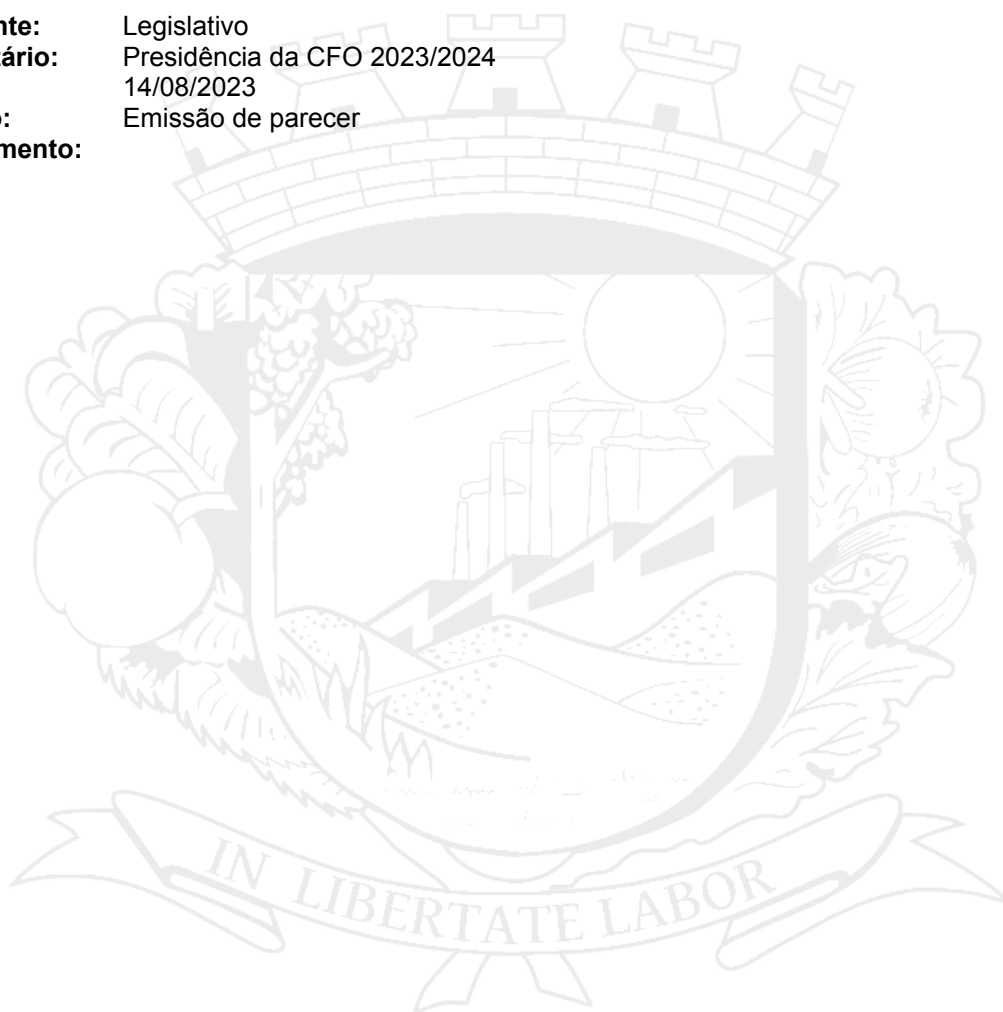 nte: Legislativo
ário: Presidência da CFO 2023/2024
14/08/2023
o: Emissão de parecer
mento:
IN LIBERTATE LABOR